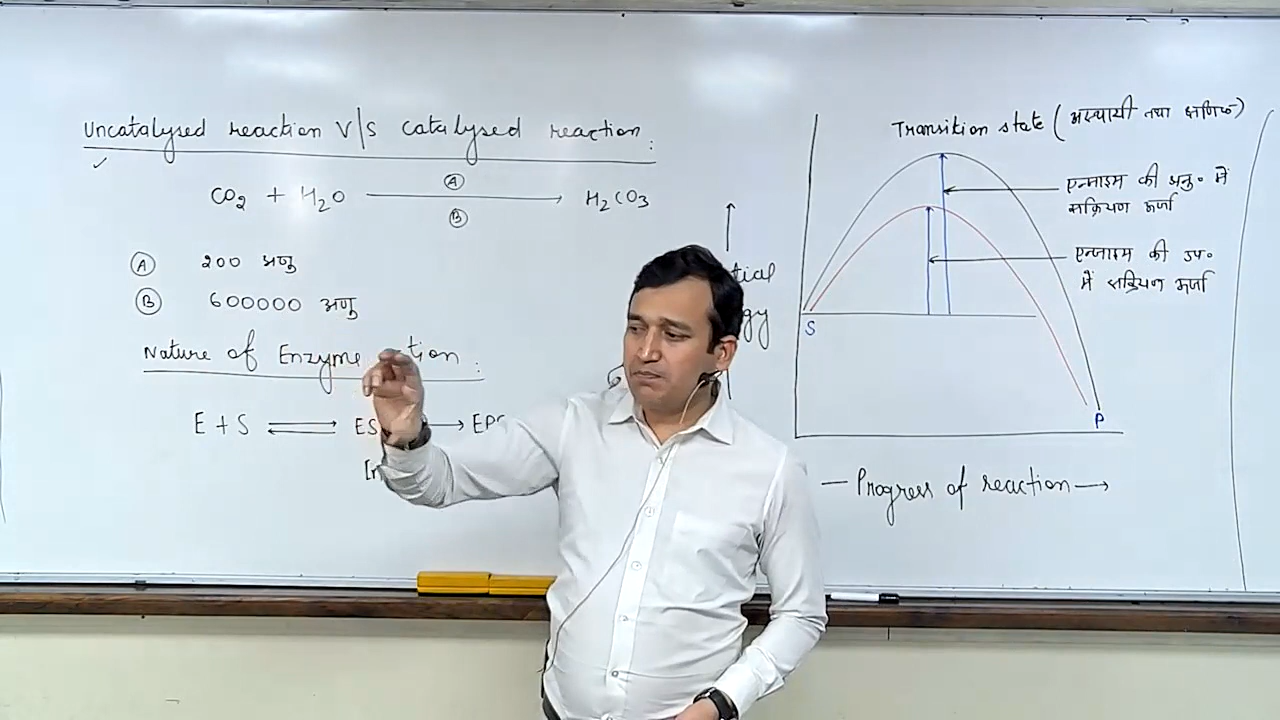 Uncatalysed reaction V/S catalysed reaction :
CO2 + H2O
A
B
H2CO3
A 200 अणु
B 600000 अणु
Nature of Enzyme
E + S
ES
EP
Transition state (अस्थायी तथा क्षणिक)
एन्जाइम की अनु० में
सक्रियण ऊर्जा
एन्जाइम की उप०
में सक्रियण ऊर्जा
S
P
Progress of reaction